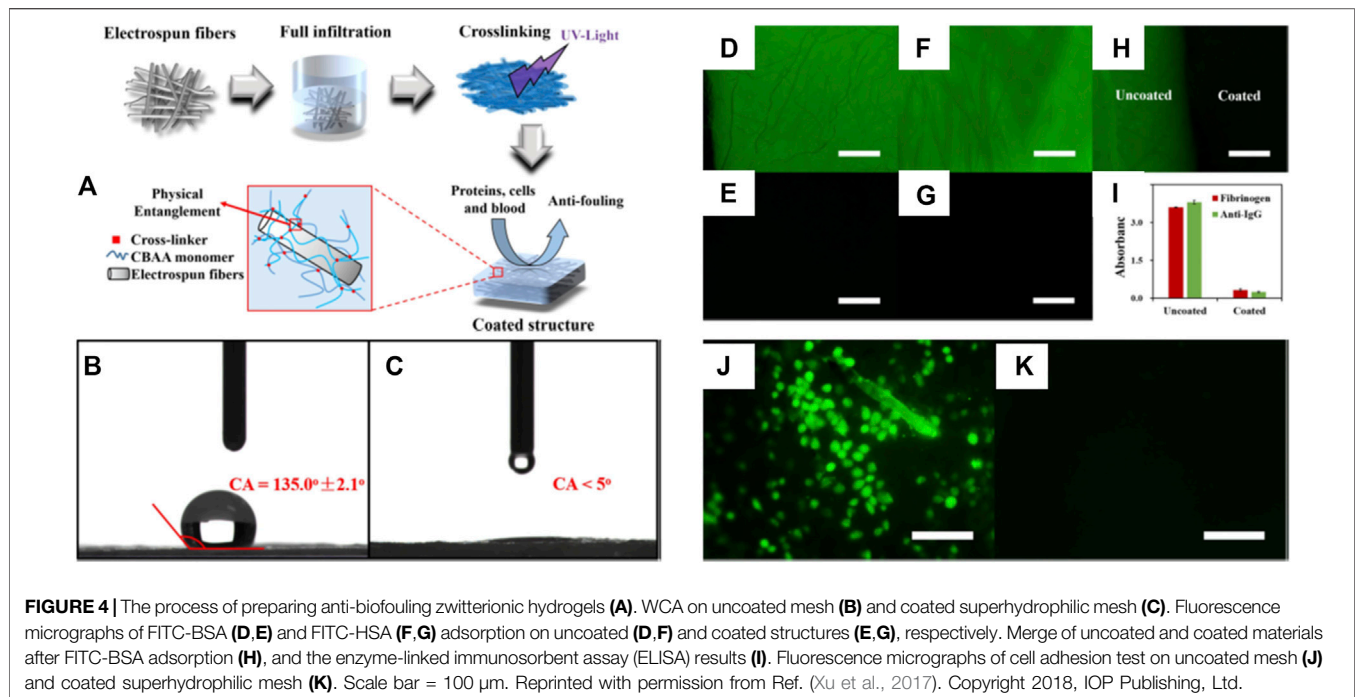 Electrospun fibers
Full infiltration
Crosslinking
UV-Light
A
Physical
Entanglement
Cross-linker
CBAA monomer
Electrospun fibers
Proteins, cells
and blood
Anti-fouling
Coated structure
B
CA = 135.0° ±2.1°
C
CA < 5°
D
F
H
Uncoated
Coated
E
G
I
Absorbanc
3.0
1.5
0.0
Fibrinogen
Anti-IgG
Uncoated
Coated
J
K
FIGURE 4 | The process of preparing anti-biofouling zwitterionic hydrogels (A). WCA on uncoated mesh (B) and coated superhydrophilic mesh (C). Fluorescence
micrographs of FITC-BSA (D,E) and FITC-HSA (F,G) adsorption on uncoated (D,F) and coated structures (E,G), respectively. Merge of uncoated and coated materials
after FITC-BSA adsorption (H), and the enzyme-linked immunosorbent assay (ELISA) results (I). Fluorescence micrographs of cell adhesion test on uncoated mesh (J)
and coated superhydrophilic mesh (K). Scale bar = 100 μm. Reprinted with permission from Ref. (Xu et al., 2017). Copyright 2018, IOP Publishing, Ltd.